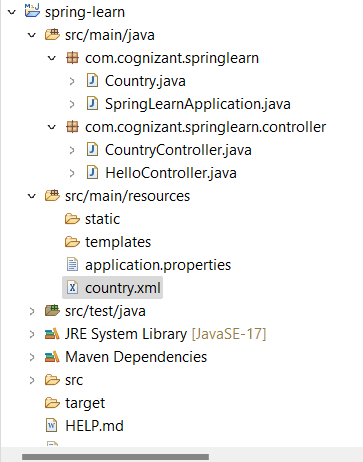 spring-learn
src/main/java
com.cognizant.springlearn
Country.java
SpringLearnApplication.java
com.cognizant.springlearn.controller
CountryController.java
HelloController.java
src/main/resources
static
templates
application.properties
country.xml
src/test/java
JRE System Library [JavaSE-17]
Maven Dependencies
src
target
HELP.md